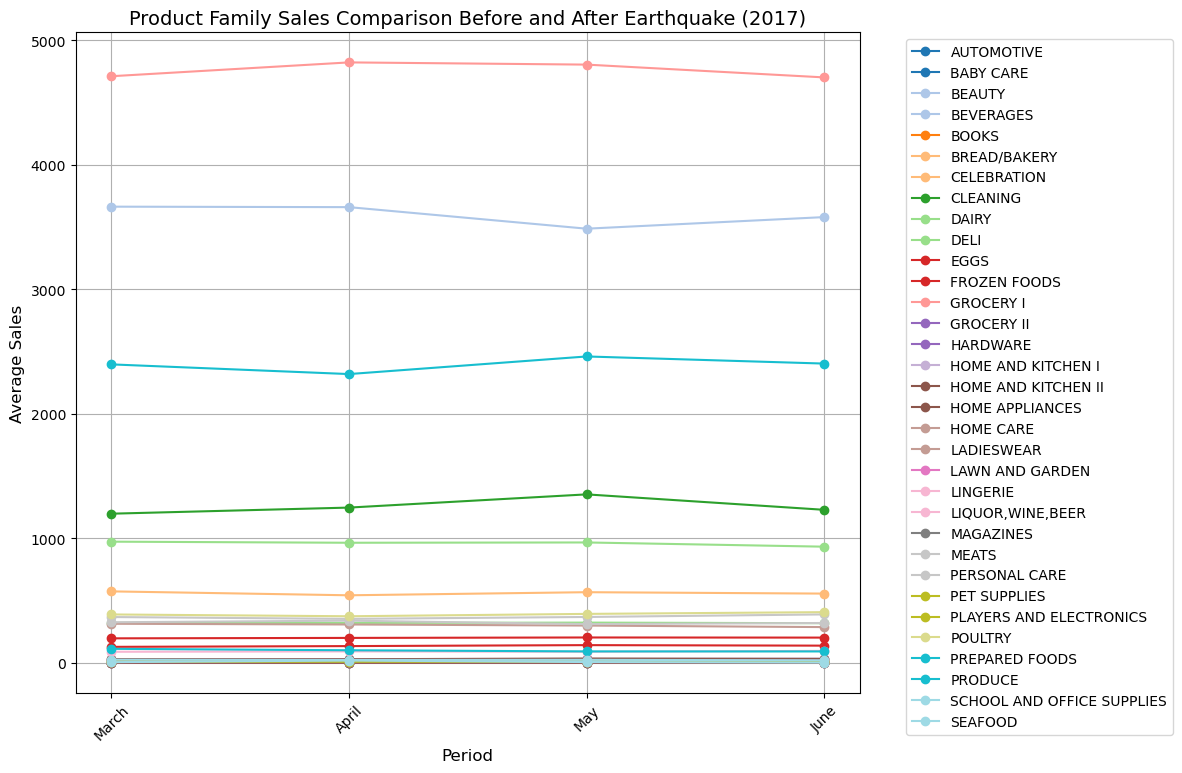 Product Family Sales Comparison Before and After Earthquake (2017)
5000
4000
3000
2000
1000
0
Average Sales
March
April
May
June
Period
AUTOMOTIVE
BABY CARE
BEAUTY
BEVERAGES
BOOKS
BREAD/BAKERY
CELEBRATION
CLEANING
DAIRY
DELI
EGGS
FROZEN FOODS
GROCERY I
GROCERY II
HARDWARE
HOME AND KITCHEN I
HOME AND KITCHEN II
HOME APPLIANCES
HOME CARE
LADIESWEAR
LAWN AND GARDEN
LINGERIE
LIQUOR,WINE,BEER
MAGAZINES
MEATS
PERSONAL CARE
PET SUPPLIES
PLAYERS AND ELECTRONICS
POULTRY
PREPARED FOODS
PRODUCE
SCHOOL AND OFFICE SUPPLIES
SEAFOOD